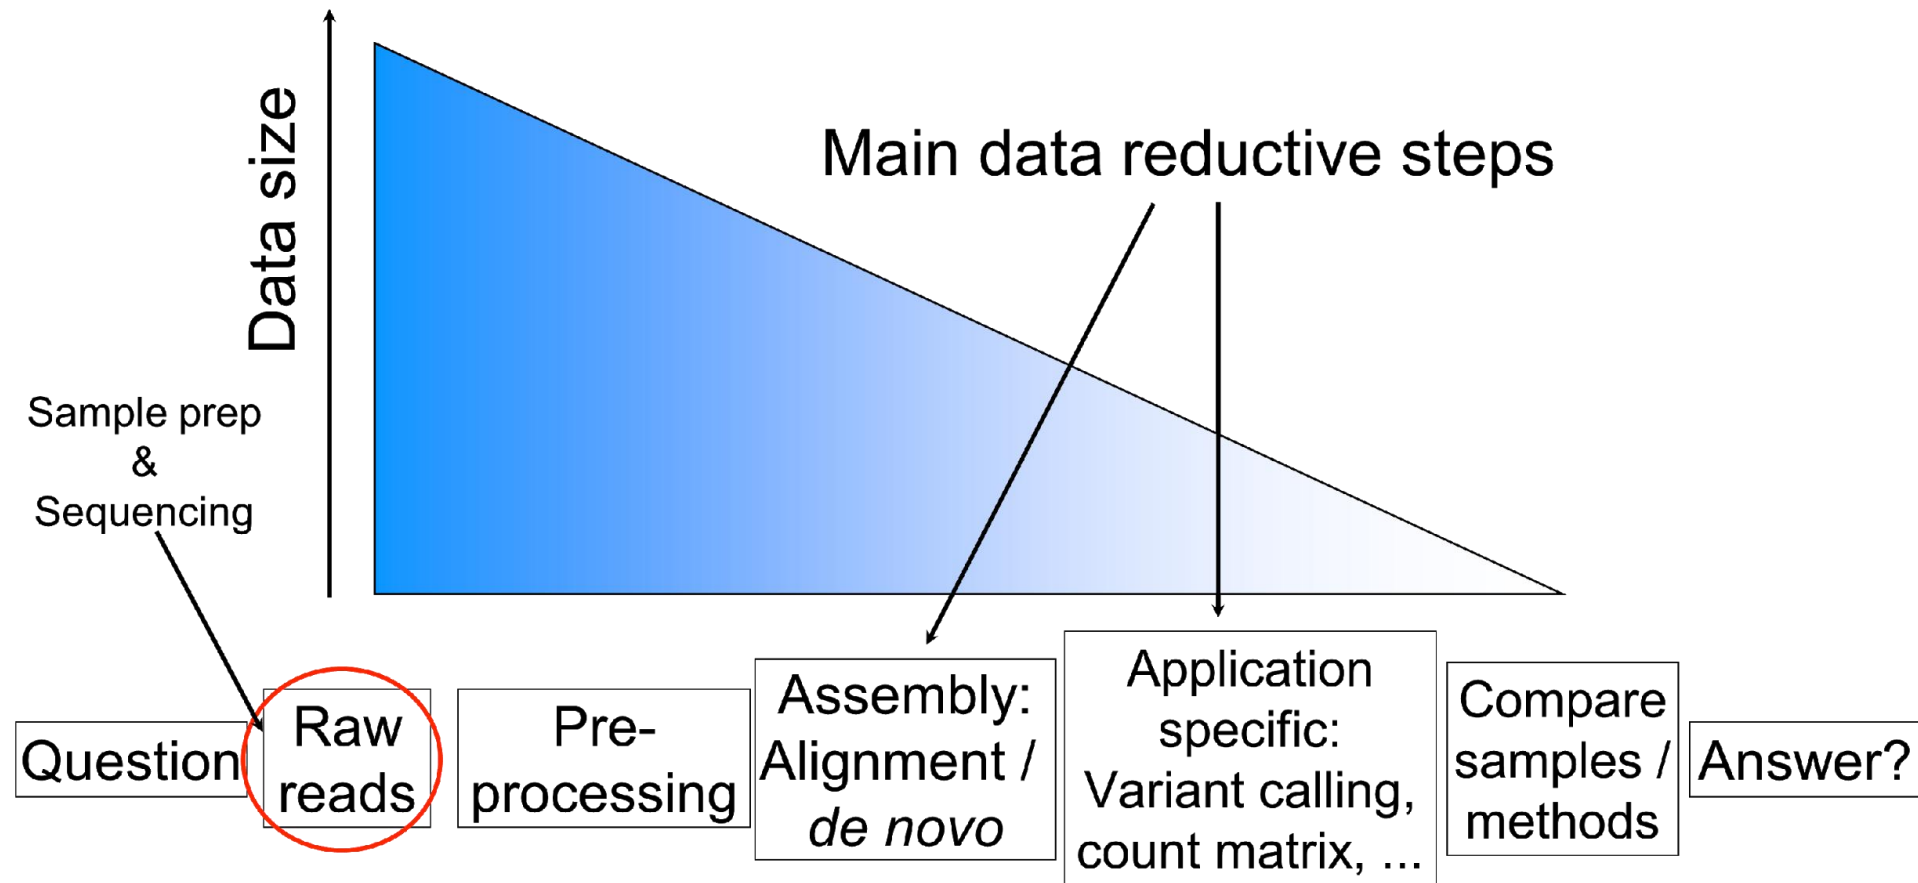 Data size
Main data reductive steps
Sample prep
&
Sequencing
Question
Raw
reads
Pre-
processing
Assembly:
Alignment /
de novo
Application
specific:
Variant calling,
count matrix, ...
Compare
samples /
methods
Answer?